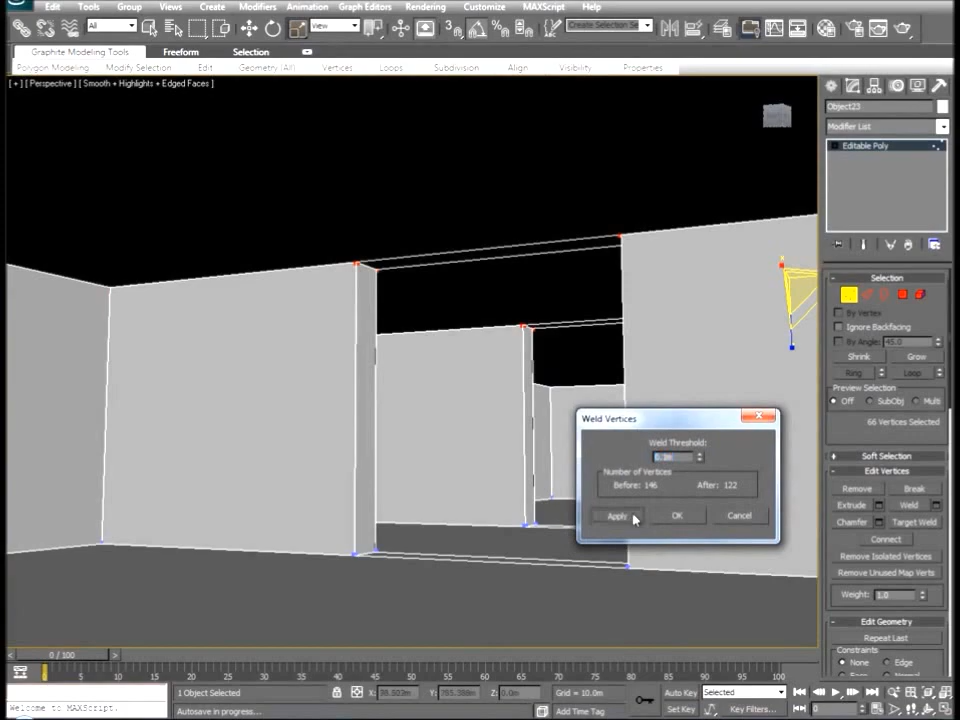 Edit Group Views Create Modifiers Animation Graph Editors Rendering Customize MAXScript Help
Tools
All View 3 Create Selection Se
Graphite Modeling Tools Freeform Selection
Polygon Modeling Modify Selection Edit Geometry (All) Vertices Loops Subdivision Align Visibility Properties
[ + ] [ Perspective ] [ Smooth + Highlights + Edged Faces ]
Object23
Modifier List
Editable Poly
Selection
By Vertex
Ignore Backfacing
By Angle: 45.0
Shrink Grow
Ring Loop
Preview Selection
Off SubObj Multi
66 Vertices Selected
Soft Selection
Edit Vertices
Remove Break
Extrude Weld
Chamfer Target Weld
Connect
Remove Isolated Vertices
Remove Unused Map Verts
Weight: 1.0
Edit Geometry
Repeat Last
Constraints
None Edge
Weld Vertices
Weld Threshold:
Number of Vertices
Before: 146 After: 122
Apply OK Cancel
0 / 100
5 10 15 20 25 30 35 40 45 50 55 60 65 70 75 80 85 90 95 100
1 Object Selected X: Y: Z: 0.0m Grid = 10.0m Auto Key Selected
Welcome to MAXScript. Autosave in progress... Add Time Tag Set Key Key Filters... 0